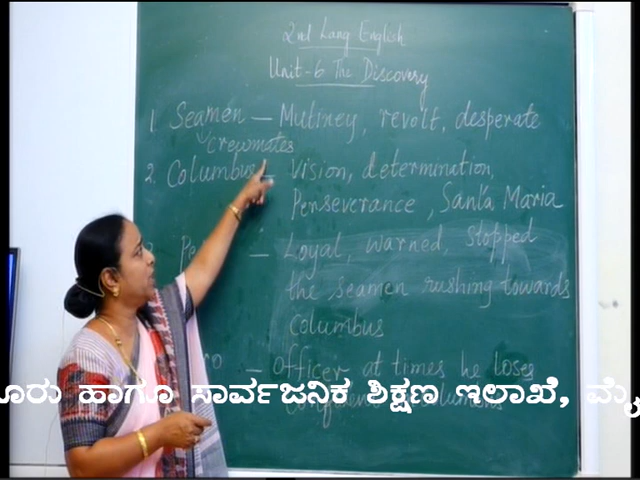 2nd Lang English
Unit-6 The Discovery
1. Seamen — Mutiney, revolt, desperate
crewmates
2. Columbus — Vision, determination,
Perseverance, Santa Maria
— Loyal, warned, stopped
the seamen rushing towards
Columbus
— Officer at times he loses
ಹಾಗೂ ಸಾರ್ವಜನಿಕ ಶಿಕ್ಷಣ ಇಲಾಖೆ,